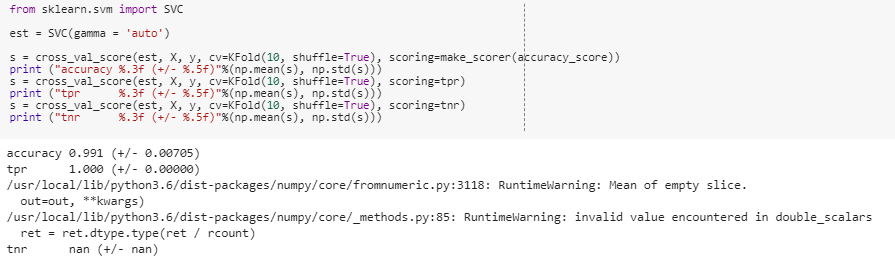 from sklearn.svm import SVC
est = SVC(gamma = 'auto')
s = cross_val_score(est, X, y, cv=KFold(10, shuffle=True), scoring=make_scorer(accuracy_score))
print ("accuracy %.3f (+/- %.5f)"%(np.mean(s), np.std(s)))
s = cross_val_score(est, X, y, cv=KFold(10, shuffle=True), scoring=tpr)
print ("tpr      %.3f (+/- %.5f)"%(np.mean(s), np.std(s)))
s = cross_val_score(est, X, y, cv=KFold(10, shuffle=True), scoring=tnr)
print ("tnr      %.3f (+/- %.5f)"%(np.mean(s), np.std(s)))
accuracy 0.991 (+/- 0.00705)
tpr      1.000 (+/- 0.00000)
/usr/local/lib/python3.6/dist-packages/numpy/core/fromnumeric.py:3118: RuntimeWarning: Mean of empty slice.
  out=out, **kwargs)
/usr/local/lib/python3.6/dist-packages/numpy/core/_methods.py:85: RuntimeWarning: invalid value encountered in double_scalars
  ret = ret.dtype.type(ret / rcount)
tnr      nan (+/- nan)